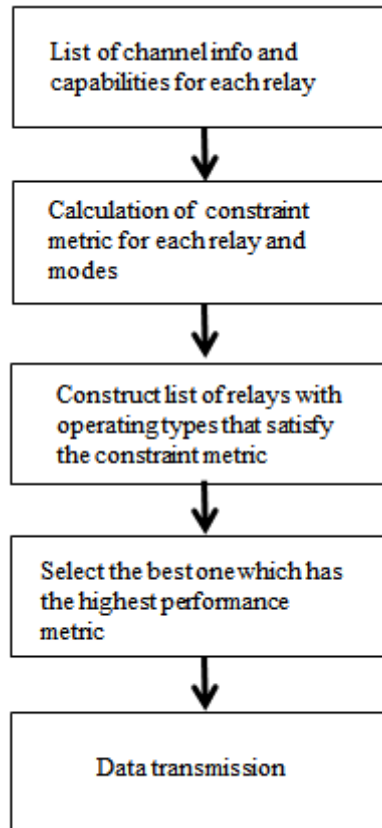 List of channel info and
capabilities for each relay
Calculation of constraint
metric for each relay and
modes
Construct list of relays with
operating types that satisfy
the constraint metric
Select the best one which has
the highest performance
metric
Data transmission